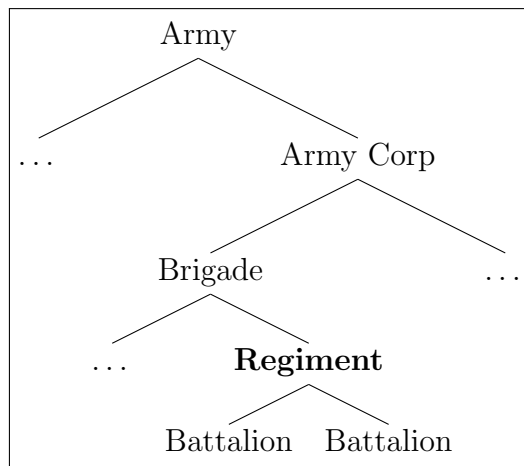 Army
... Army Corp
Brigade ...
... Regiment
Battalion Battalion